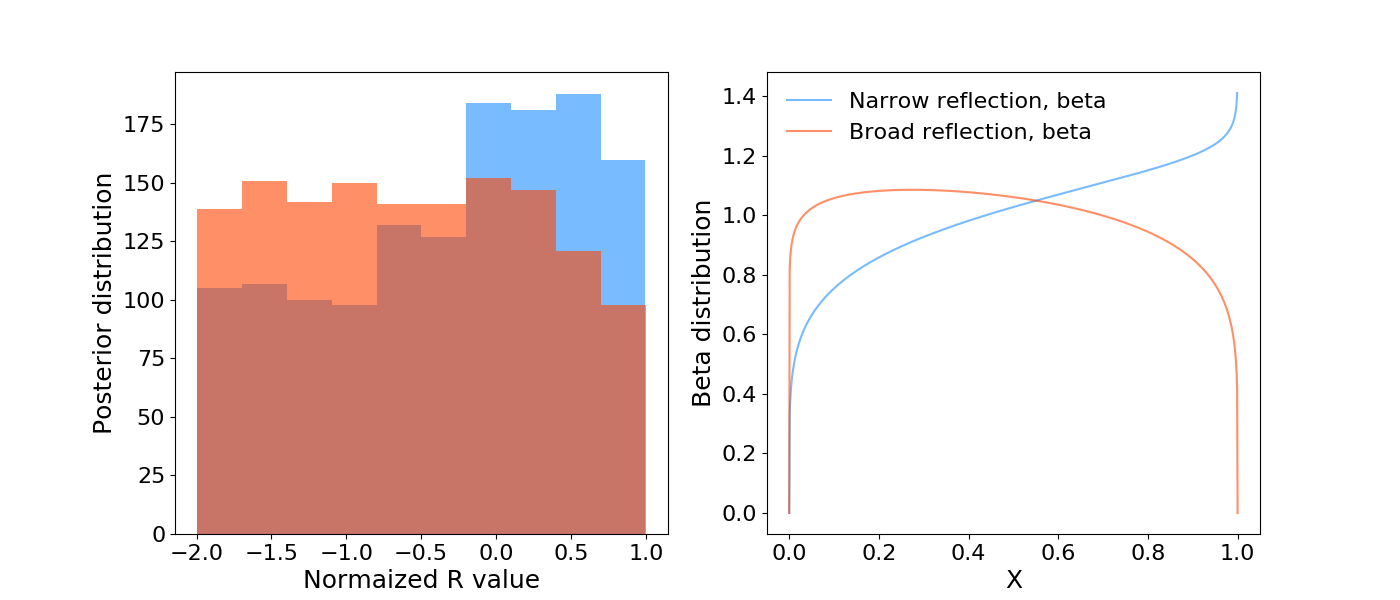 Posterior distribution
175
150
125
100
75
50
25
0
−2.0 −1.5 −1.0 −0.5 0.0 0.5 1.0
Normaized R value
Beta distribution
1.4
1.2
1.0
0.8
0.6
0.4
0.2
0.0
Narrow reflection, beta
Broad reflection, beta
0.0 0.2 0.4 0.6 0.8 1.0
X